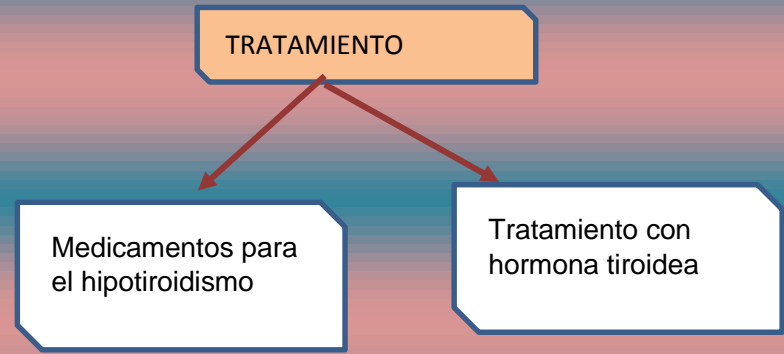 TRATAMIENTO
Medicamentos para
el hipotiroidismo
Tratamiento con
hormona tiroidea